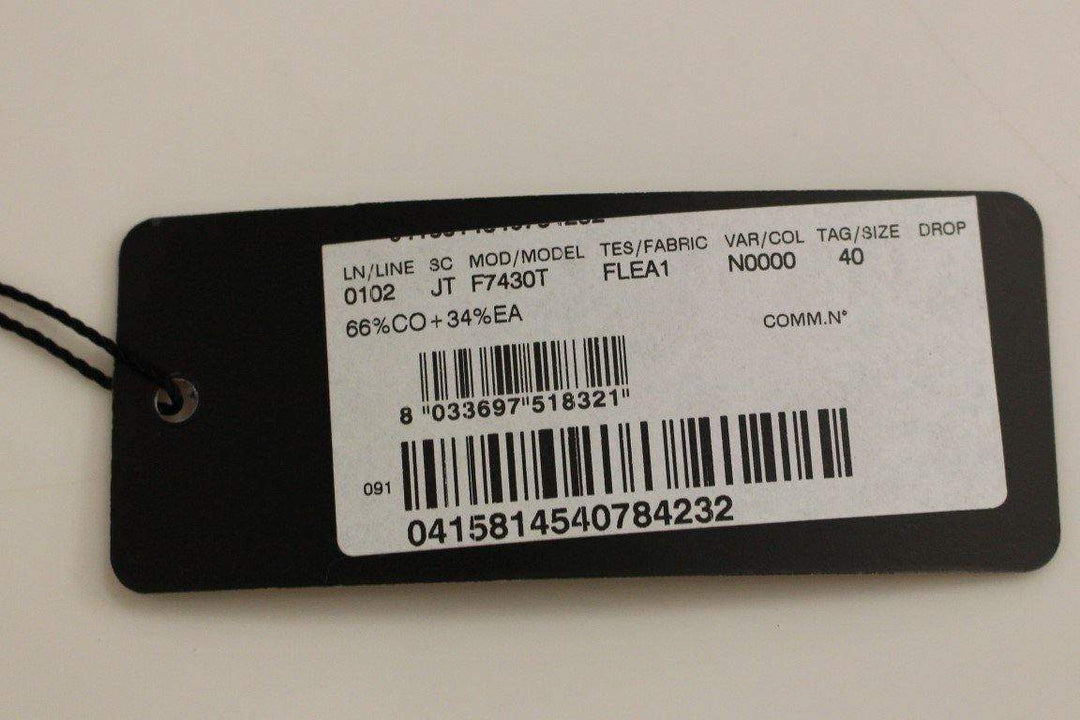 LN/LINE SC MOD/MODEL TES/FABRIC VAR/COL TAG/SIZE DROP
0102 JT F7430T FLEA1 N0000 40
66%CO+34%EA COMM.N°
8 "033697"518321"
091
0415814540784232